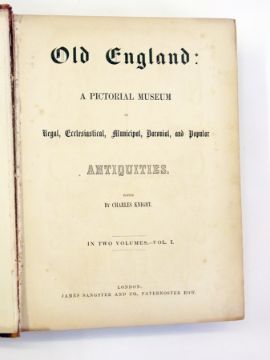 Old England:
A PICTORIAL MUSEUM
OF
Regal, Ecclesiastical, Municipal, Baronial, and Popular
ANTIQUITIES.
EDITED
BY CHARLES KNIGHT.
IN TWO VOLUMES.—VOL. I.
LONDON.
JAMES SANGSTER AND CO., PATERNOSTER ROW.